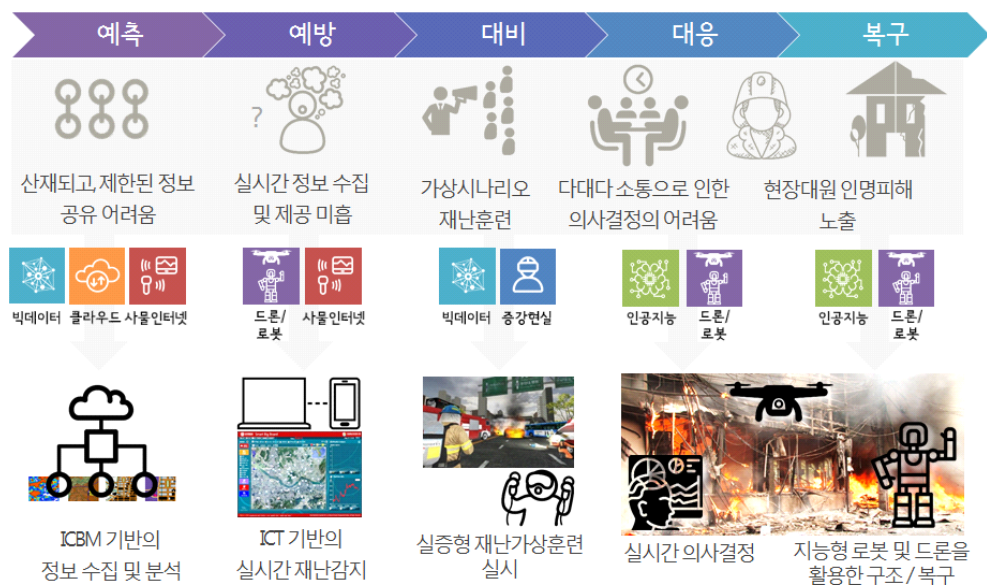 예측
예방
대비
대응
복구
?
산재되고, 제한된 정보
공유 어려움
실시간 정보 수집
및 제공 미흡
가상시나리오
재난훈련
다대다 소통으로 인한
의사결정의 어려움
현장대원 인명피해
노출
빅데이터
클라우드
사물인터넷
드론/
로봇
사물인터넷
빅데이터
증강현실
인공지능
드론/
로봇
인공지능
드론/
로봇
ICBM 기반의
정보 수집 및 분석
ICT 기반의
실시간 재난감지
실증형 재난가상훈련
실시
실시간 의사결정
지능형 로봇 및 드론을
활용한 구조 / 복구